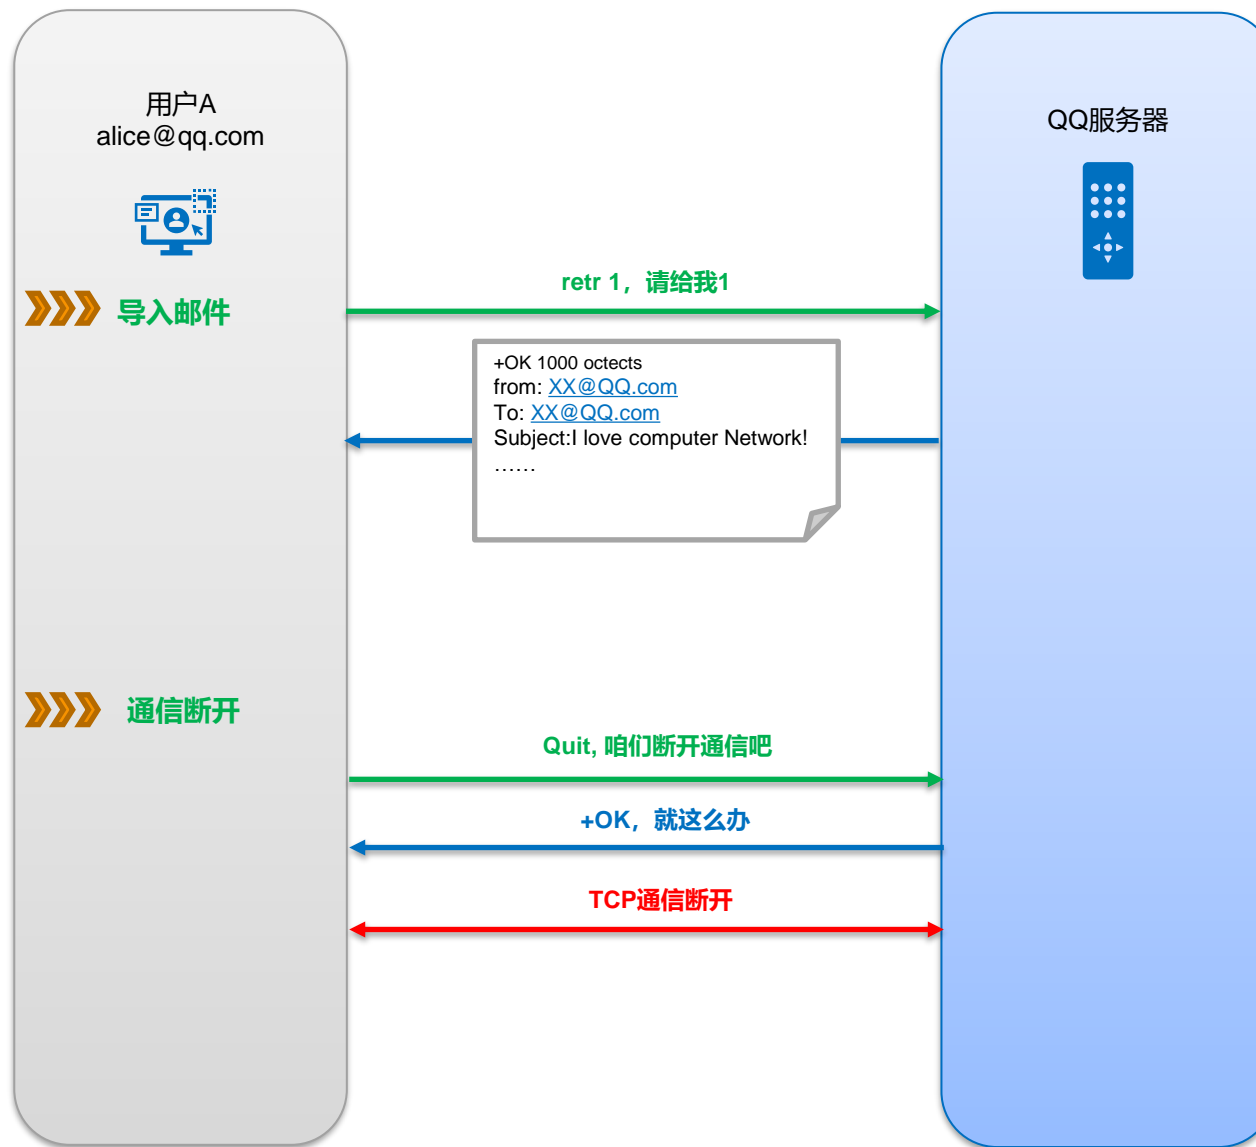 用户A
alice@qq.com
QQ服务器
retr 1，请给我1
导入邮件
+OK 1000 octects
from: XX@QQ.com
To: XX@QQ.com
Subject:I love computer Network!
……
通信断开
Quit, 咱们断开通信吧
+OK，就这么办
TCP通信断开